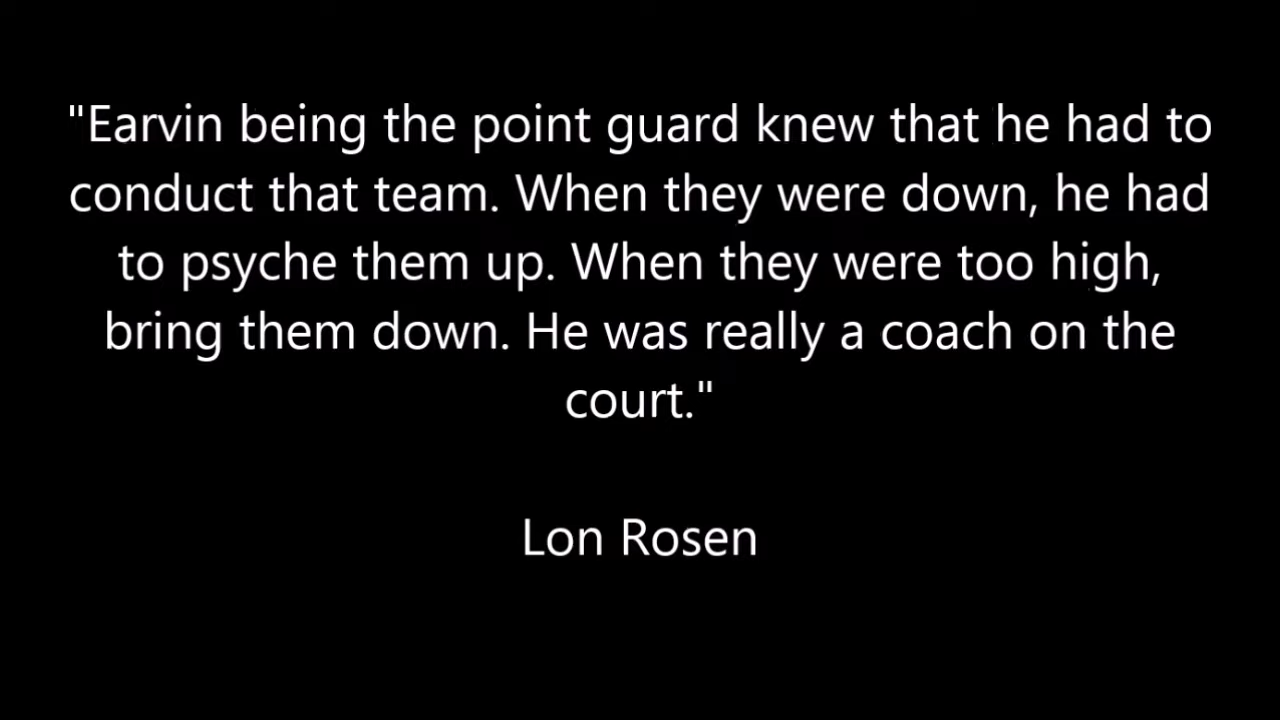 "Earvin being the point guard knew that he had to
conduct that team. When they were down, he had
to psyche them up. When they were too high,
bring them down. He was really a coach on the
court."
Lon Rosen